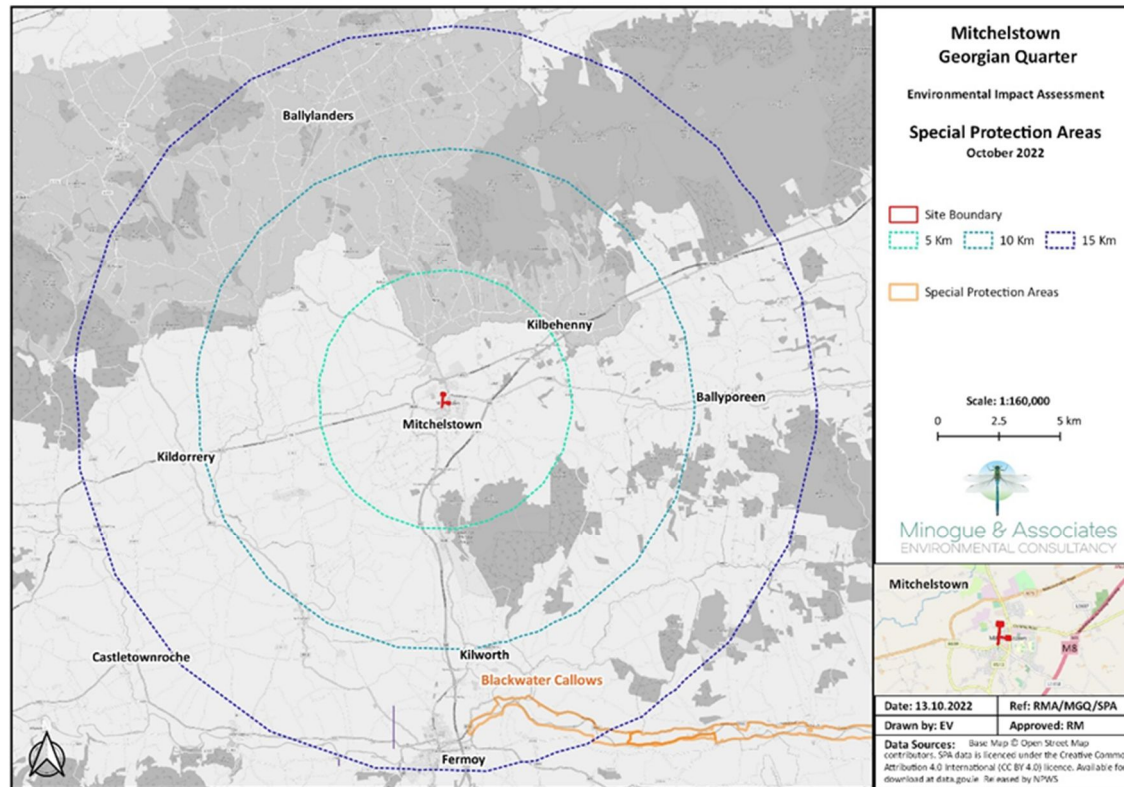 Ballylanders
Kilbehenny
Ballyporeen
Mitchelstown
Kildorrery
Castletownroche
Kilworth
Blackwater Callows
Fermoy
N
Mitchelstown
Georgian Quarter
Environmental Impact Assessment
Special Protection Areas
October 2022
Site Boundary
5 Km 10 Km 15 Km
Special Protection Areas
Scale: 1:160,000
0 2.5 5 km
Minogue & Associates
ENVIRONMENTAL CONSULTANCY
Mitchelstown
M8
Date: 13.10.2022 Ref: RMA/MGQ/SPA
Drawn by: EV Approved: RM
Data Sources: Base Map © Open Street Map
contributors. SPA data is licenced under the Creative Common
Attribution 4.0 International (CC BY 4.0) licence. Available for
download at data.gov.ie Released by NPWS